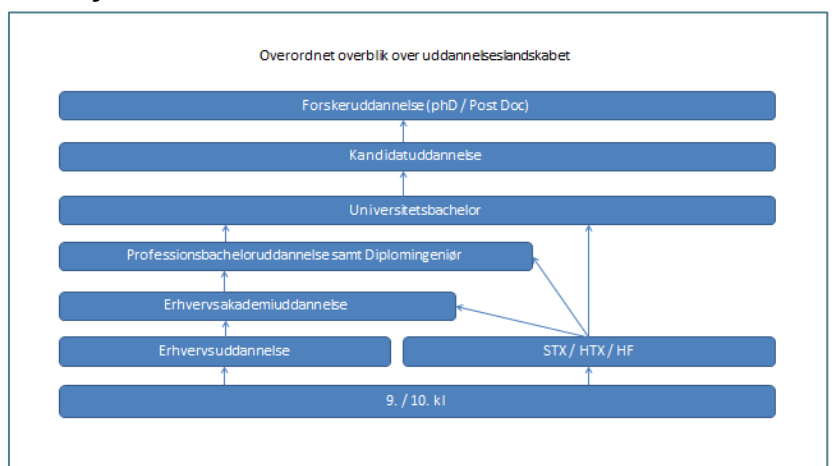 Overordnet overblik over uddannelseslandskabet
Forskeruddannelse (phD / Post Doc)
Kandidatuddannelse
Universitetsbachelor
Professionsbacheloruddannelse samt Diplomingeniør
Erhvervsakademiuddannelse
Erhvervsuddannelse
STX / HTX / HF
9. / 10. kl